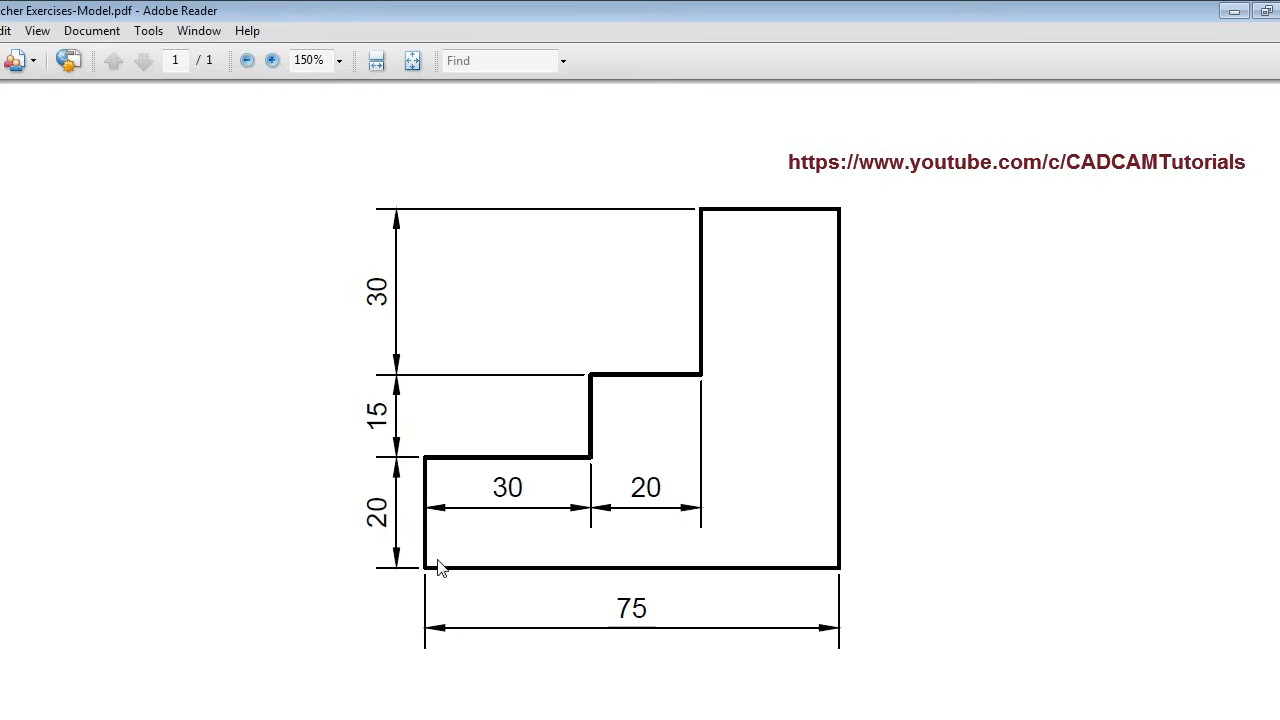 cher Exercises-Model.pdf - Adobe Reader
dit View Document Tools Window Help
1 / 1 150% Find
https://www.youtube.com/c/CADCAMTutorials
30
15
20
30 20
75